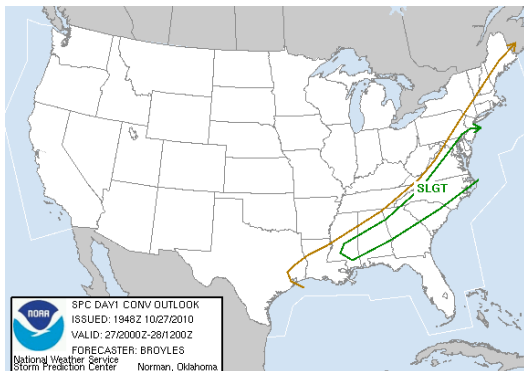 SLGT
SPC DAY1 CONV OUTLOOK
ISSUED: 1948Z 10/27/2010
VALID: 27/2000Z-28/1200Z
FORECASTER: BROYLES
National Weather Service
Storm Prediction Center Norman, Oklahoma
NOAA